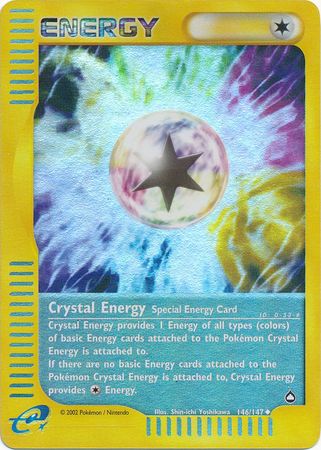 ENERGY
Crystal Energy Special Energy Card
Crystal Energy provides 1 Energy of all types (colors)
of basic Energy cards attached to the Pokémon Crystal
Energy is attached to.
If there are no basic Energy cards attached to the
Pokémon Crystal Energy is attached to, Crystal Energy
provides Energy.
© 2002 Pokémon / Nintendo Illus. Shin-ichi Yoshikawa 146/147